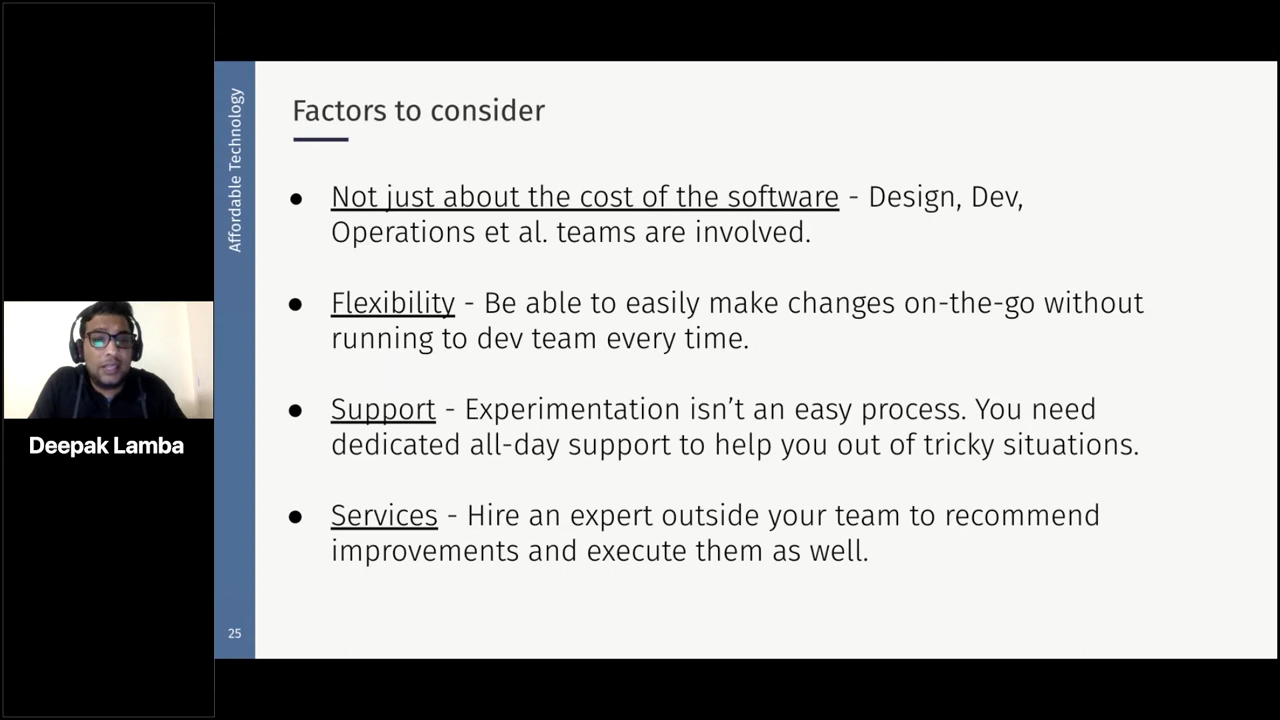 Affordable Technology
Factors to consider
● Not just about the cost of the software - Design, Dev,
Operations et al. teams are involved.
● Flexibility - Be able to easily make changes on-the-go without
running to dev team every time.
● Support - Experimentation isn’t an easy process. You need
dedicated all-day support to help you out of tricky situations.
● Services - Hire an expert outside your team to recommend
improvements and execute them as well.
25
Deepak Lamba